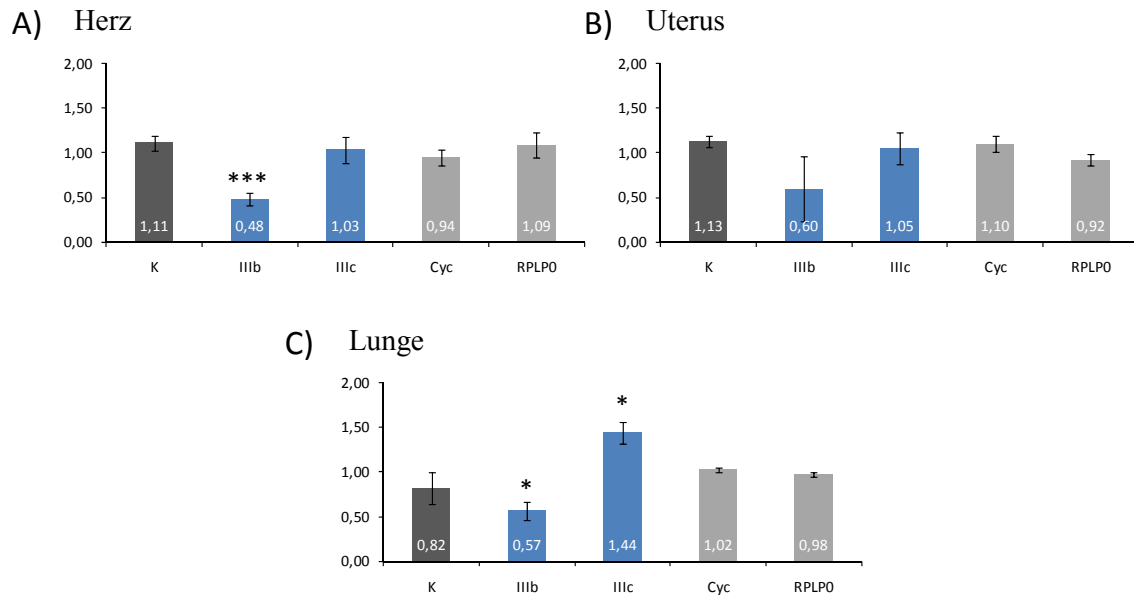 A) Herz
2,00
1,50
1,00
0,50
0,00
***
1,11 0,48 1,03 0,94 1,09
K IIIb IIIc Cyc RPLP0
B) Uterus
2,00
1,50
1,00
0,50
0,00
1,13 0,60 1,05 1,10 0,92
K IIIb IIIc Cyc RPLP0
C) Lunge
2,00
1,50
1,00
0,50
0,00
*
*
0,82 0,57 1,44 1,02 0,98
K IIIb IIIc Cyc RPLP0